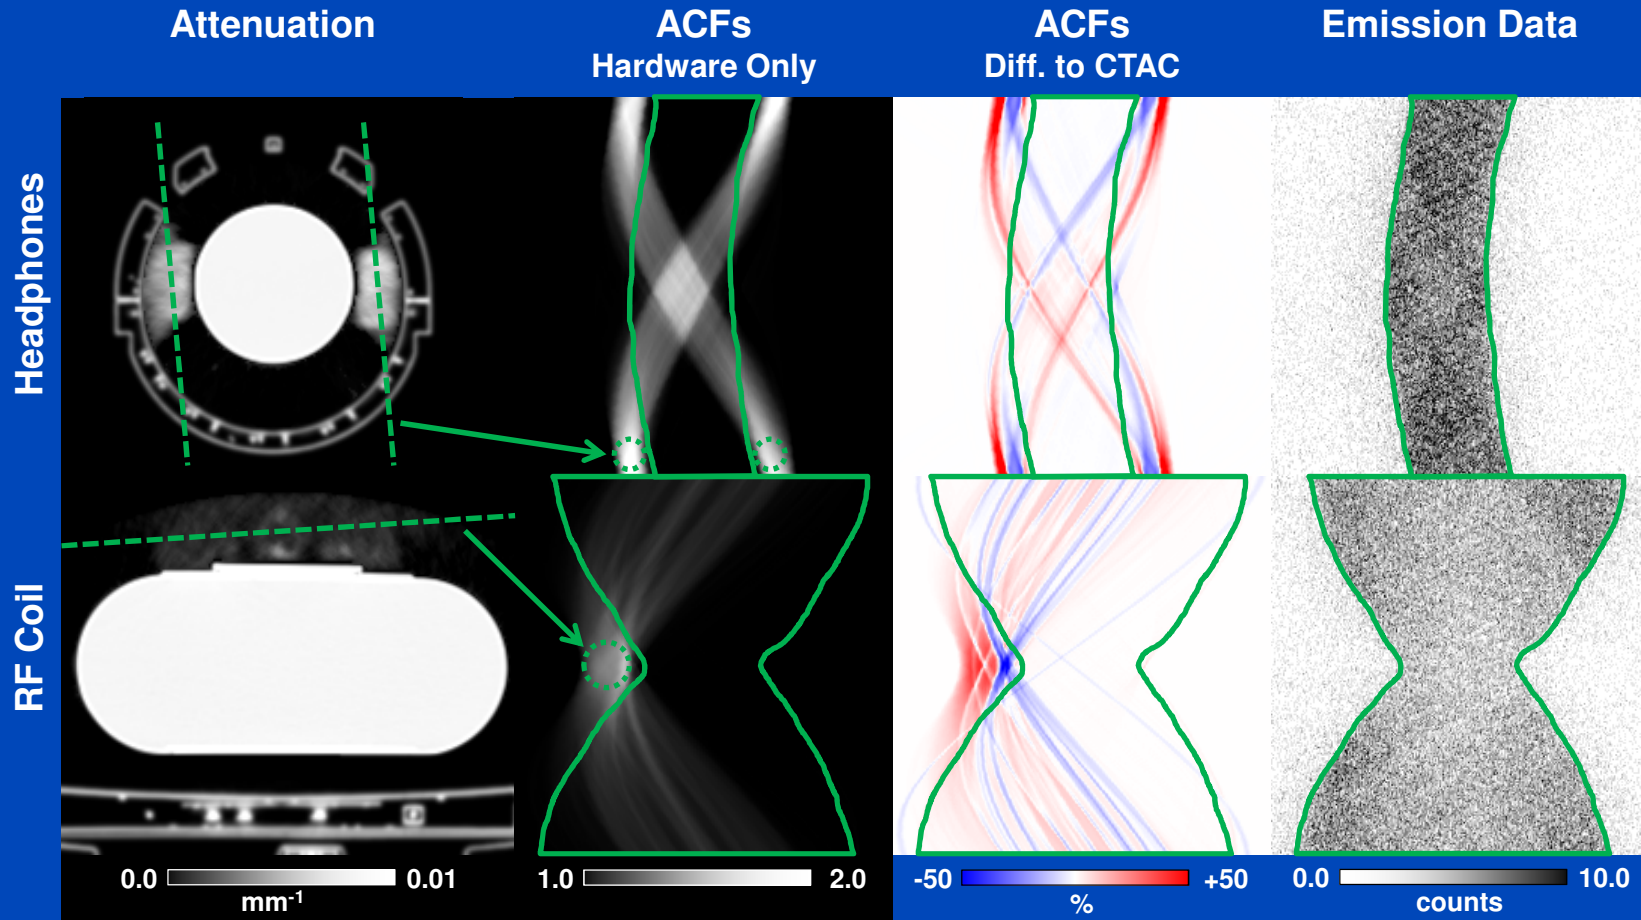 Attenuation
ACFs
Hardware Only
ACFs
Diff. to CTAC
Emission Data
Headphones
RF Coil
0.0 0.01
mm-1
1.0 2.0
-50 +50
%
0.0 10.0
counts